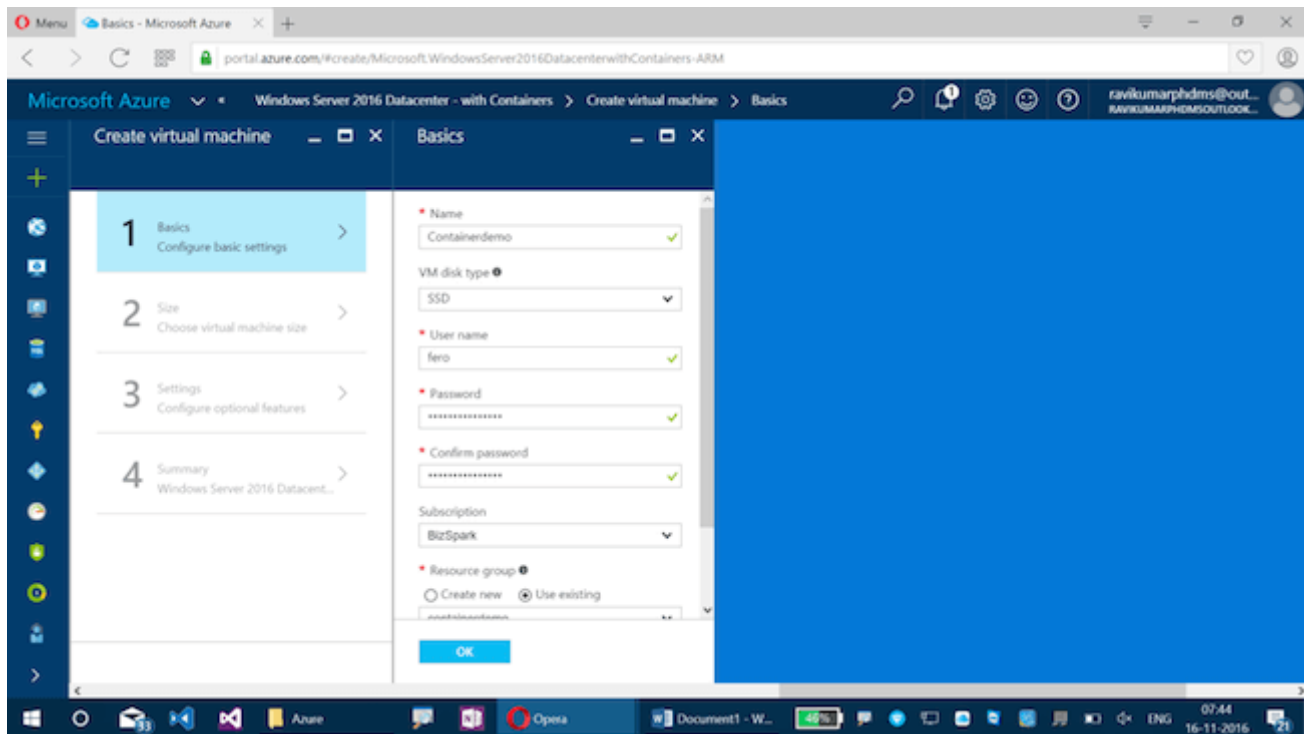 Menu
Basics - Microsoft Azure
portal.azure.com/#create/Microsoft.WindowsServer2016DatacenterwithContainers-ARM
Microsoft Azure
Windows Server 2016 Datacenter - with Containers > Create virtual machine > Basics
ravikumarphdms@out...
RAVIKUMARPHDMSOUTLOOK...
Create virtual machine
Basics
1
Basics
Configure basic settings
2
Size
Choose virtual machine size
3
Settings
Configure optional features
4
Summary
Windows Server 2016 Datacent...
* Name
Containerdemo
VM disk type
SSD
* User name
fero
* Password
•••••••••••••••
* Confirm password
•••••••••••••••
Subscription
BizSpark
* Resource group
Create new
Use existing
containerdemo
OK
33
Azure
Opera
Document1 - W...
46%
ENG
07:44
16-11-2016
21